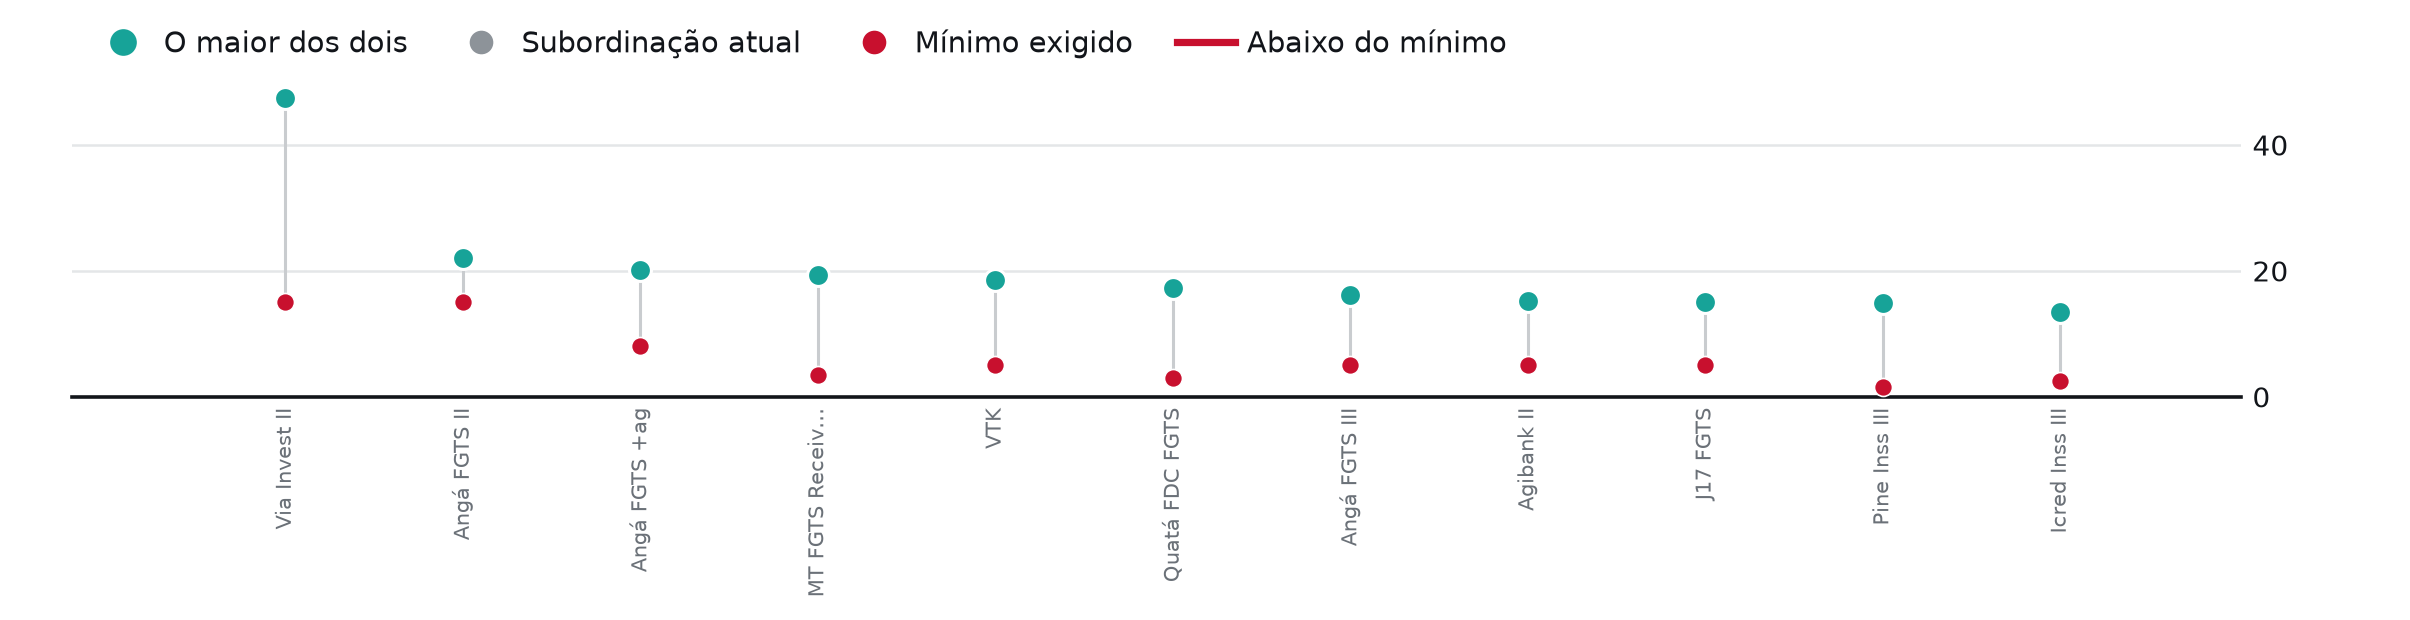 O maior dos dois
Subordinação atual
Mínimo exigido
Abaixo do mínimo
40
20
0
Via Invest II
Angá FGTS II
Angá FGTS +ag
MT FGTS Receiv...
VTK
Quatá FDC FGTS
Angá FGTS III
Agibank II
J17 FGTS
Pine Inss III
Icred Inss III